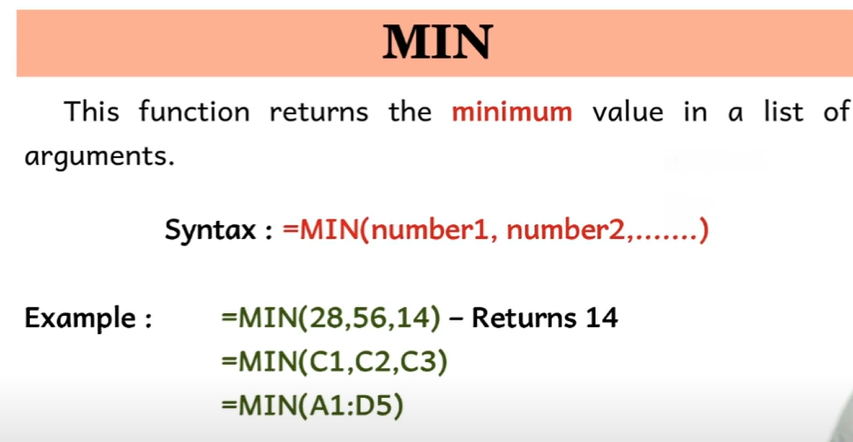 MIN
This function returns the minimum value in a list of
arguments.
Syntax : =MIN(number1, number2,.......)
Example : =MIN(28,56,14) – Returns 14
=MIN(C1,C2,C3)
=MIN(A1:D5)